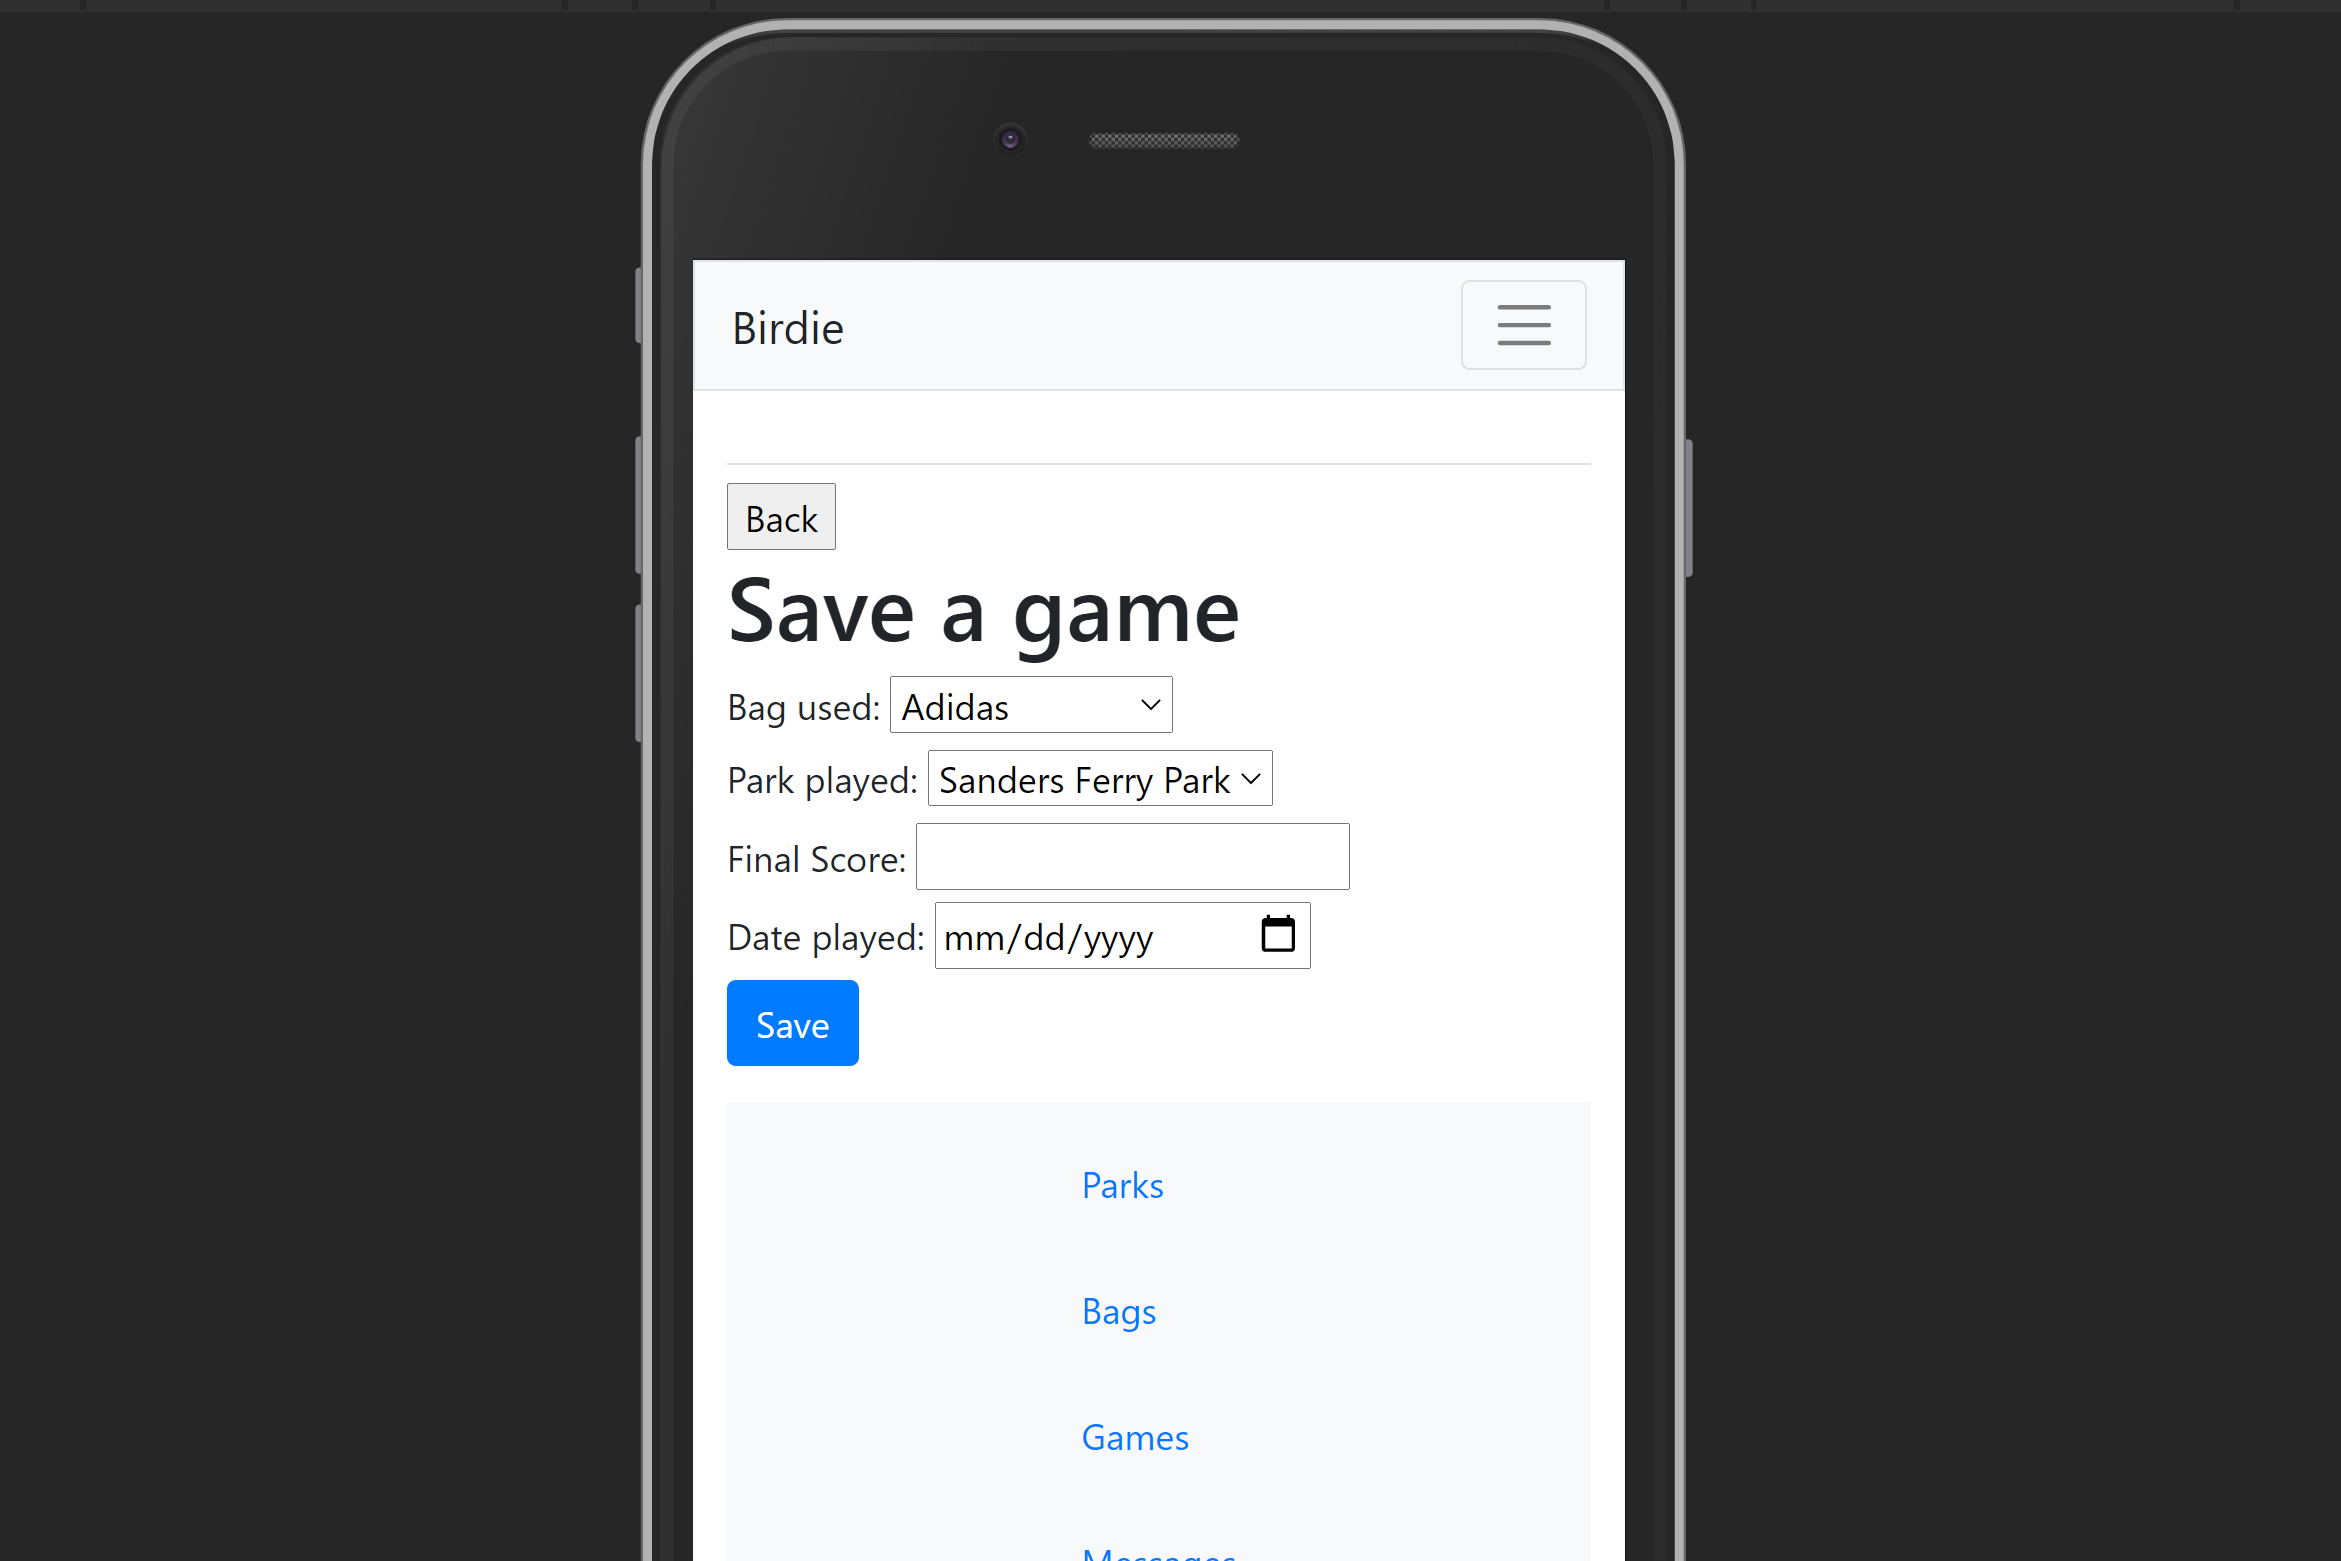 Birdie
Back
Save a game
Bag used: Adidas
Park played: Sanders Ferry Park
Final Score:
Date played: mm/dd/yyyy
Save
Parks
Bags
Games
Messages